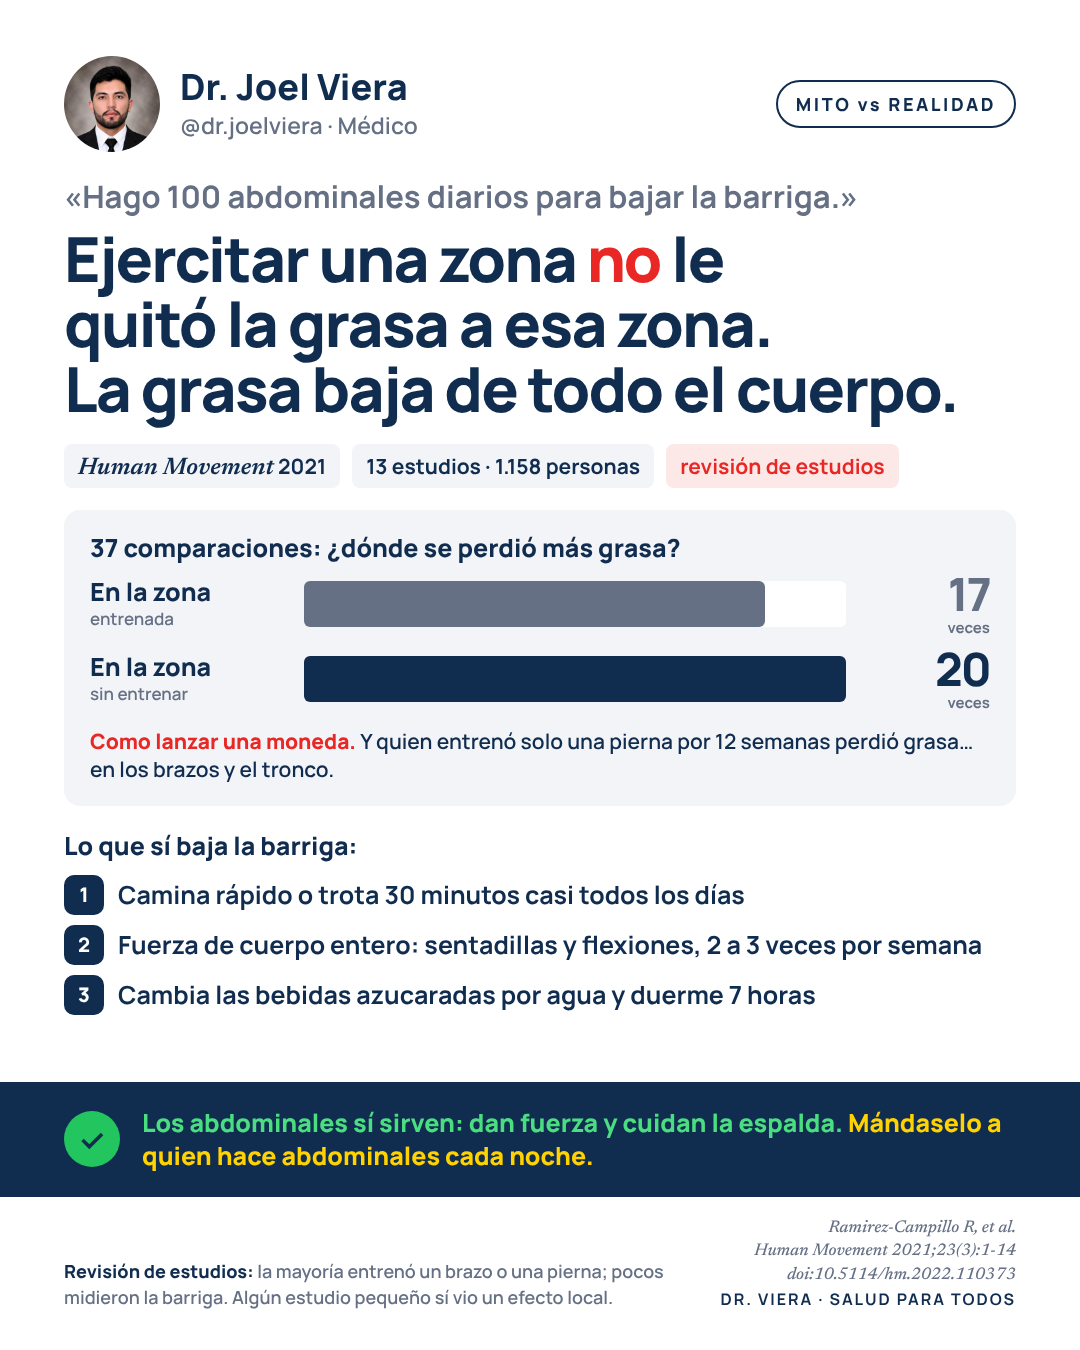 Dr. Joel Viera
@dr.joelviera · Médico
MITO vs REALIDAD
«Hago 100 abdominales diarios para bajar la barriga.»
Ejercitar una zona no le
quitó la grasa a esa zona.
La grasa baja de todo el cuerpo.
Human Movement 2021
13 estudios · 1.158 personas
revisión de estudios
37 comparaciones: ¿dónde se perdió más grasa?
En la zona
entrenada
17
veces
En la zona
sin entrenar
20
veces
Como lanzar una moneda. Y quien entrenó solo una pierna por 12 semanas perdió grasa...
en los brazos y el tronco.
Lo que sí baja la barriga:
1 Camina rápido o trota 30 minutos casi todos los días
2 Fuerza de cuerpo entero: sentadillas y flexiones, 2 a 3 veces por semana
3 Cambia las bebidas azucaradas por agua y duerme 7 horas
Los abdominales sí sirven: dan fuerza y cuidan la espalda. Mándaselo a
quien hace abdominales cada noche.
Revisión de estudios: la mayoría entrenó un brazo o una pierna; pocos
midieron la barriga. Algún estudio pequeño sí vio un efecto local.
Ramirez-Campillo R, et al.
Human Movement 2021;23(3):1-14
doi:10.5114/hm.2022.110373
DR. VIERA · SALUD PARA TODOS